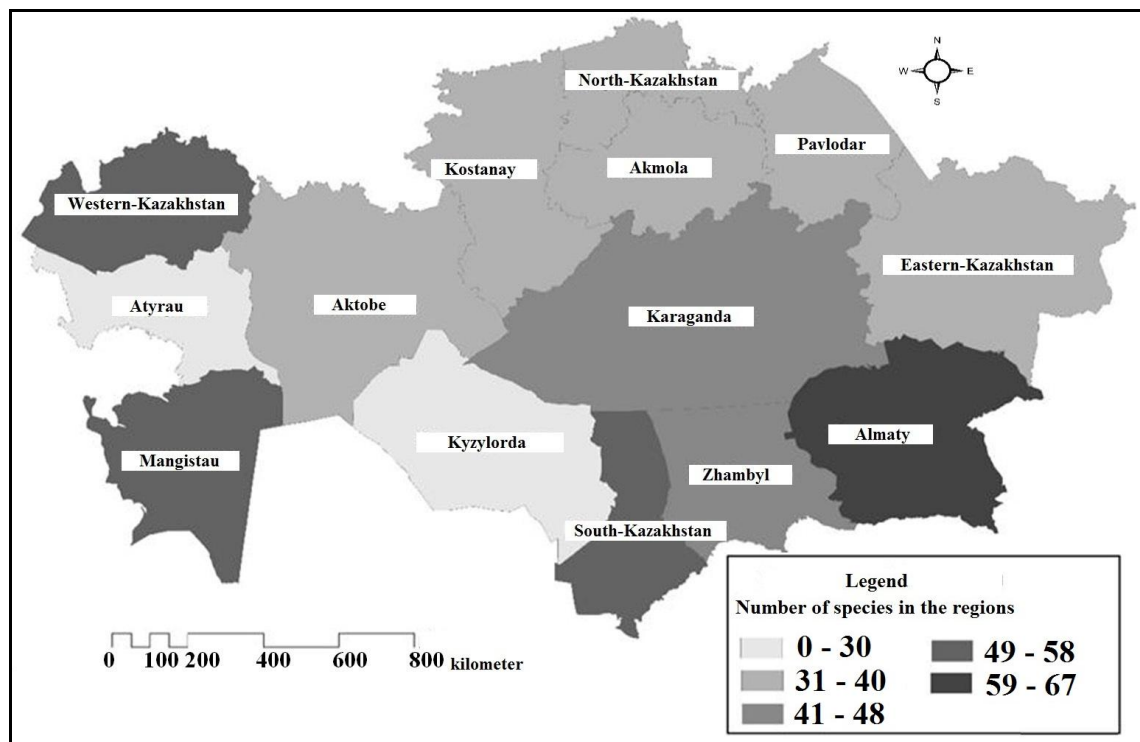 N
W E
S
North-Kazakhstan
Pavlodar
Kostanay
Akmola
Western-Kazakhstan
Eastern-Kazakhstan
Atyrau
Aktobe
Karaganda
Almaty
Kyzylorda
Mangistau
Zhambyl
South-Kazakhstan
Legend
Number of species in the regions
0 - 30
31 - 40
41 - 48
49 - 58
59 - 67
0 100 200 400 600 800 kilometer